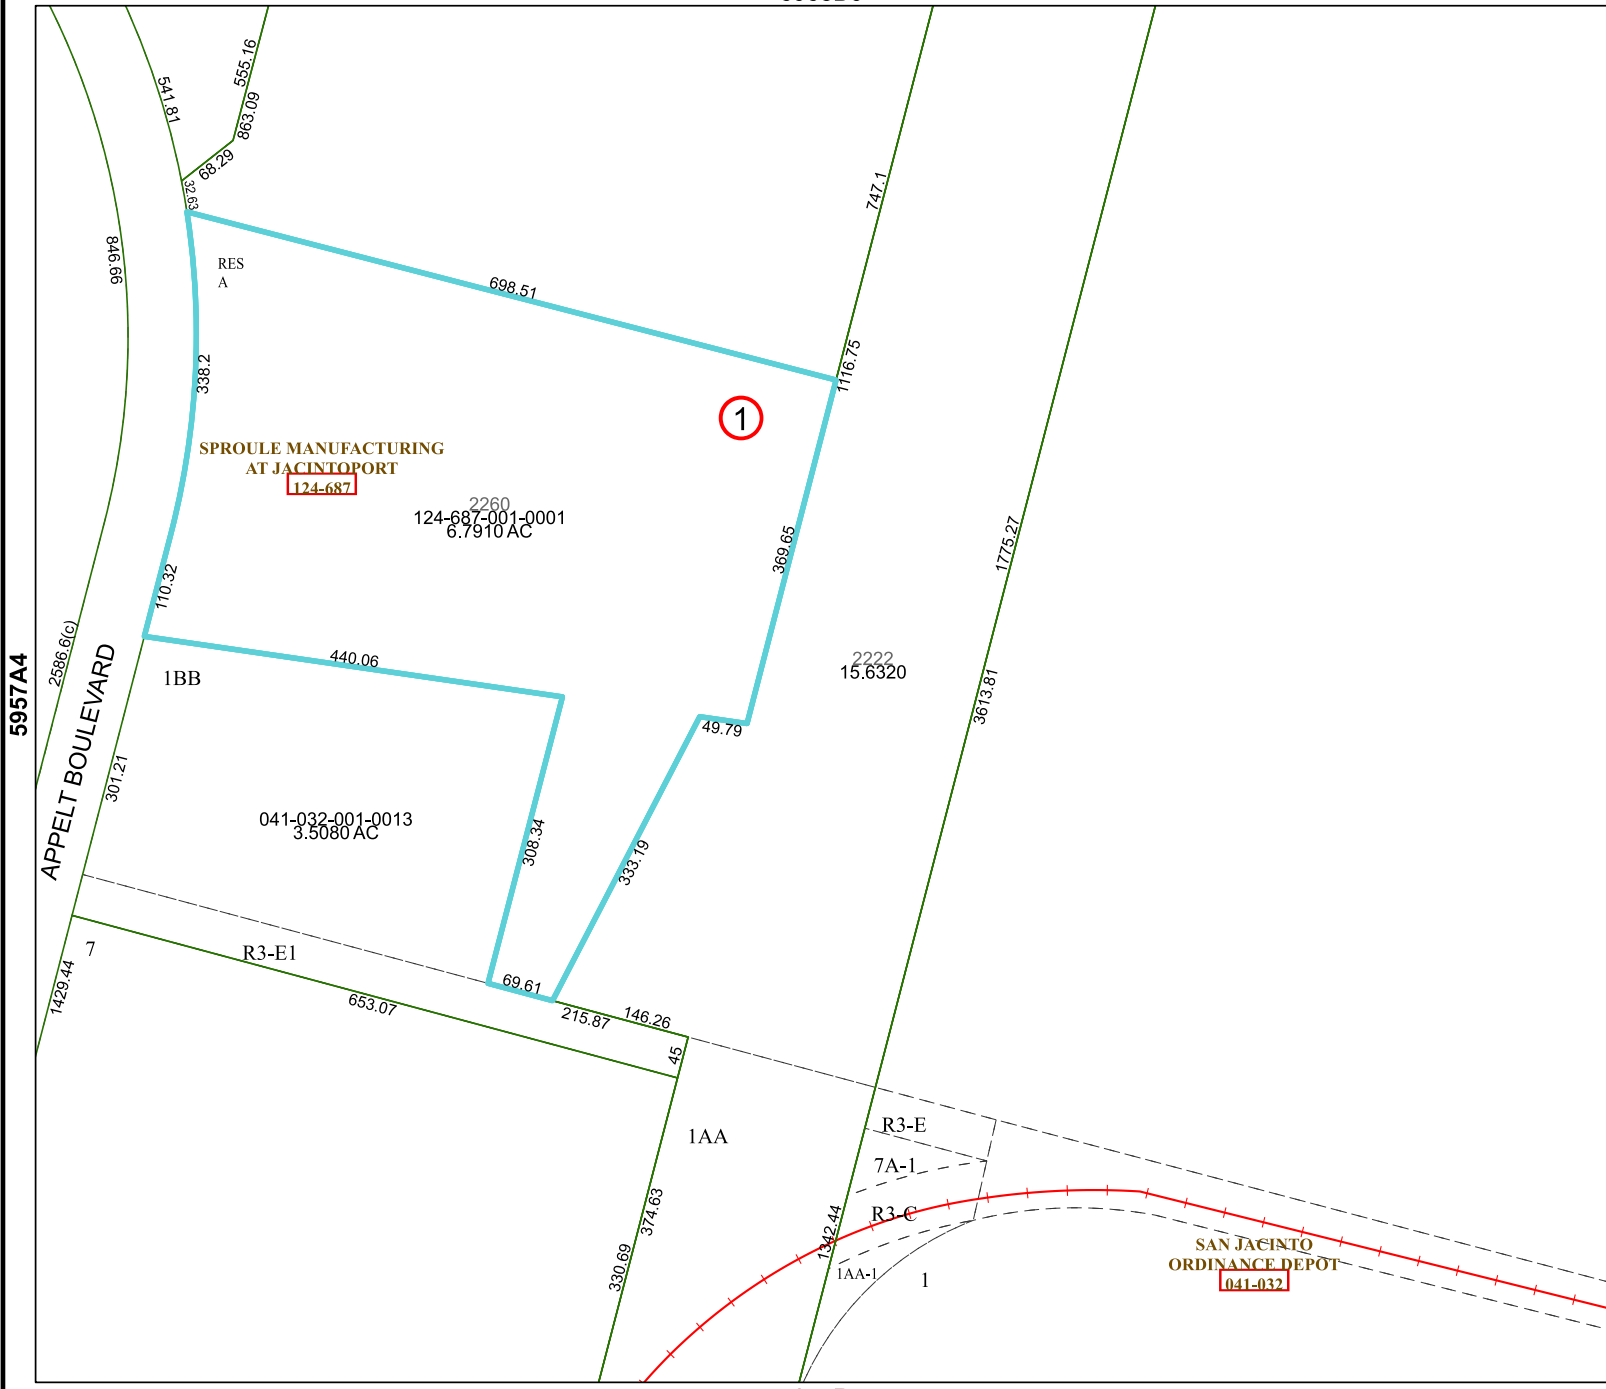 555.16
541.81
863.09
68.29
32.63
747.1
846.66
RES
A
698.51
338.2
1116.75
1
SPROULE MANUFACTURING
AT JACINTOPORT
124-687
2260
124-687-001-0001
6.7910 AC
369.65
1775.27
110.32
2586.6(c)
440.06
2222
15.6320
1BB
5957A4
3613.81
49.79
APPELT BOULEVARD
301.21
041-032-001-0013
3.5080 AC
308.34
333.19
7
R3-E1
1429.44
69.61
653.07
215.87
146.26
45
1AA
R3-E
7A-1
374.63
R3-C
1342.44
330.69
1AA-1
1
SAN JACINTO
ORDINANCE DEPOT
041-032